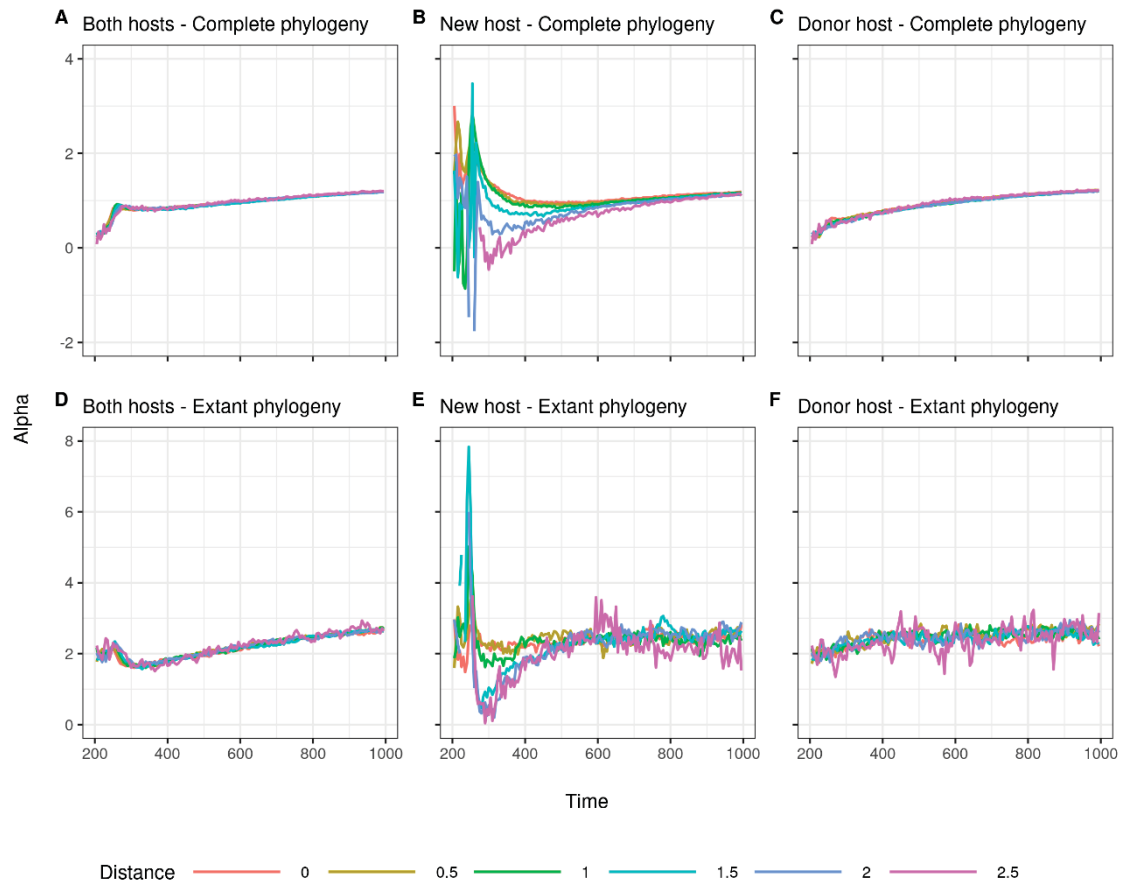 A Both hosts - Complete phylogeny
B New host - Complete phylogeny
C Donor host - Complete phylogeny
4
2
0
-2
D Both hosts - Extant phylogeny
E New host - Extant phylogeny
F Donor host - Extant phylogeny
Alpha
8
6
4
2
0
200 400 600 800 1000
200 400 600 800 1000
200 400 600 800 1000
Time
Distance 0 0.5 1 1.5 2 2.5